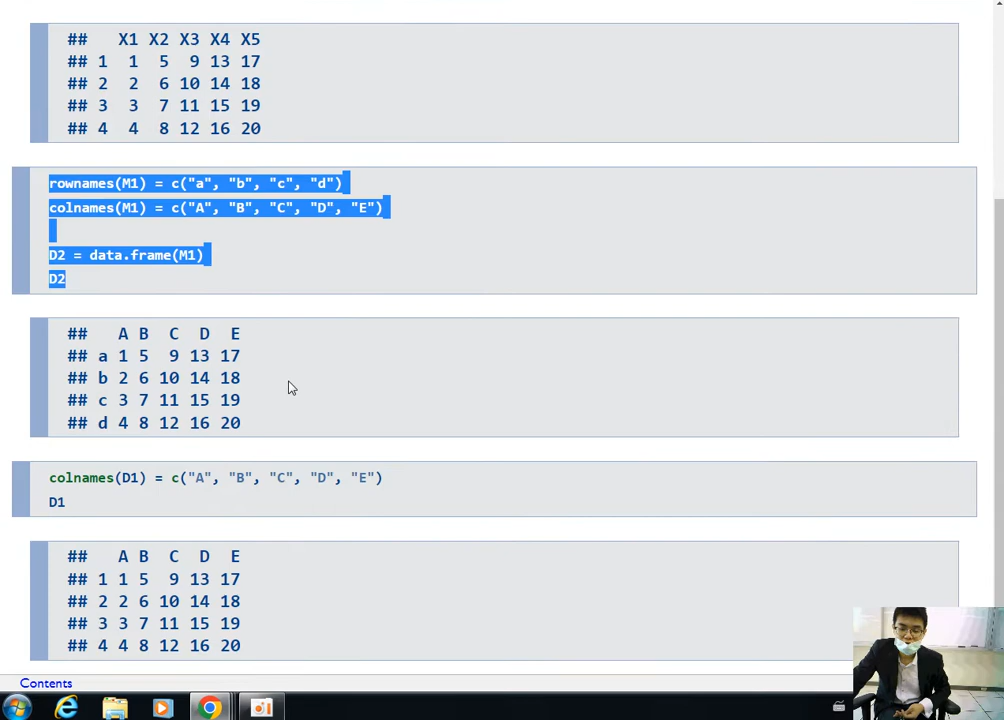 ##    X1 X2 X3 X4 X5
## 1  1  5  9 13 17
## 2  2  6 10 14 18
## 3  3  7 11 15 19
## 4  4  8 12 16 20
rownames(M1) = c("a", "b", "c", "d")
colnames(M1) = c("A", "B", "C", "D", "E")
D2 = data.frame(M1)
D2
##   A B  C  D  E
## a 1 5  9 13 17
## b 2 6 10 14 18
## c 3 7 11 15 19
## d 4 8 12 16 20
colnames(D1) = c("A", "B", "C", "D", "E")
D1
##   A B  C  D  E
## 1 1 5  9 13 17
## 2 2 6 10 14 18
## 3 3 7 11 15 19
## 4 4 8 12 16 20
Contents